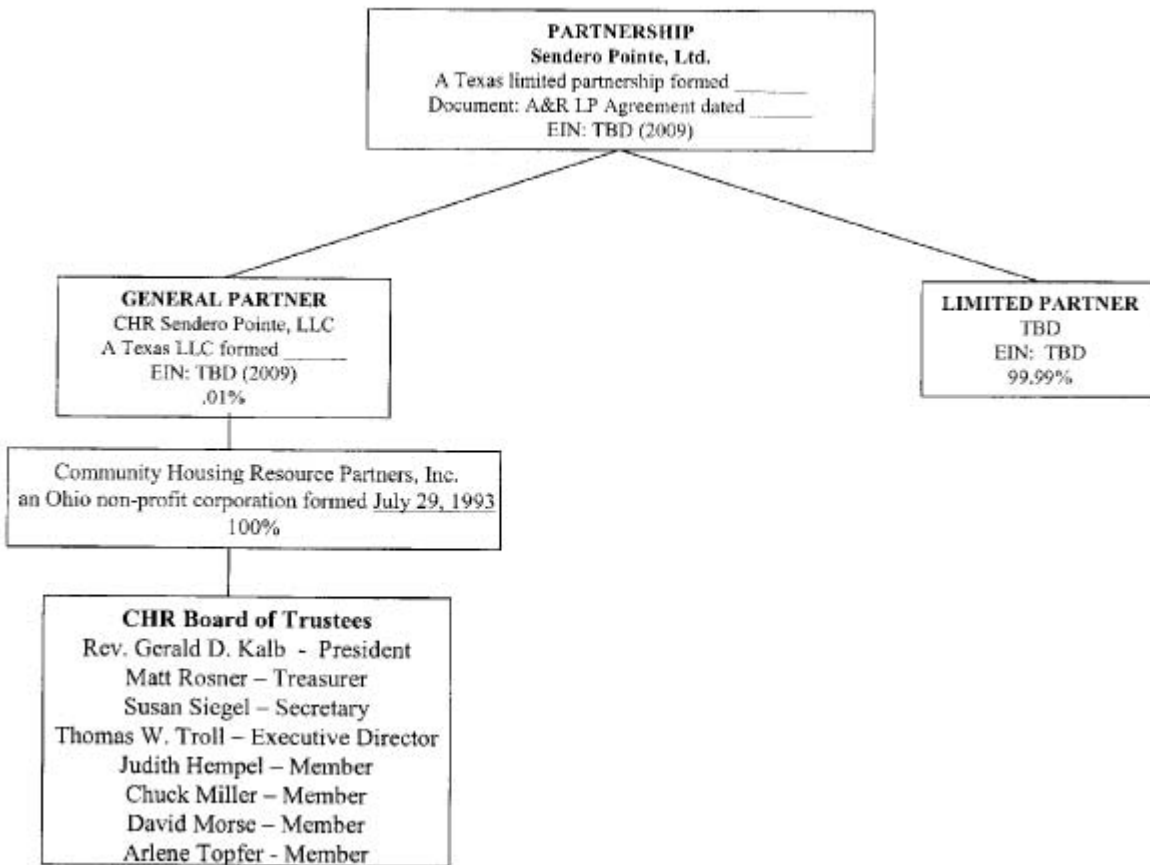 PARTNERSHIP
Sendero Pointe, Ltd.
A Texas limited partnership formed ______
Document: A&R LP Agreement dated ______
EIN: TBD (2009)
GENERAL PARTNER
CHR Sendero Pointe, LLC
A Texas LLC formed ______
EIN: TBD (2009)
.01%
LIMITED PARTNER
TBD
EIN: TBD
99.99%
Community Housing Resource Partners, Inc.
an Ohio non-profit corporation formed July 29, 1993
100%
CHR Board of Trustees
Rev. Gerald D. Kalb - President
Matt Rosner – Treasurer
Susan Siegel – Secretary
Thomas W. Troll – Executive Director
Judith Hempel – Member
Chuck Miller – Member
David Morse – Member
Arlene Topfer - Member